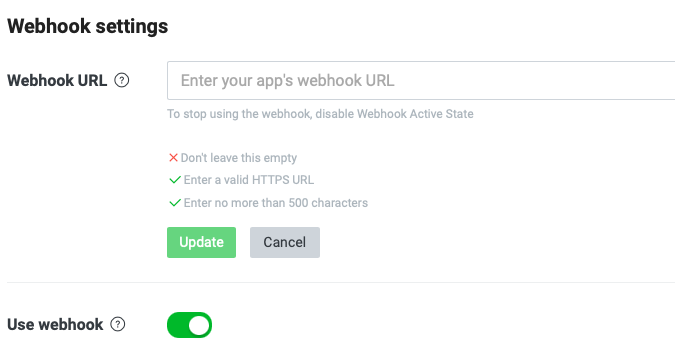 Webhook settings
Webhook URL ?
Enter your app's webhook URL
To stop using the webhook, disable Webhook Active State
Don't leave this empty
Enter a valid HTTPS URL
Enter no more than 500 characters
Update Cancel
Use webhook ?